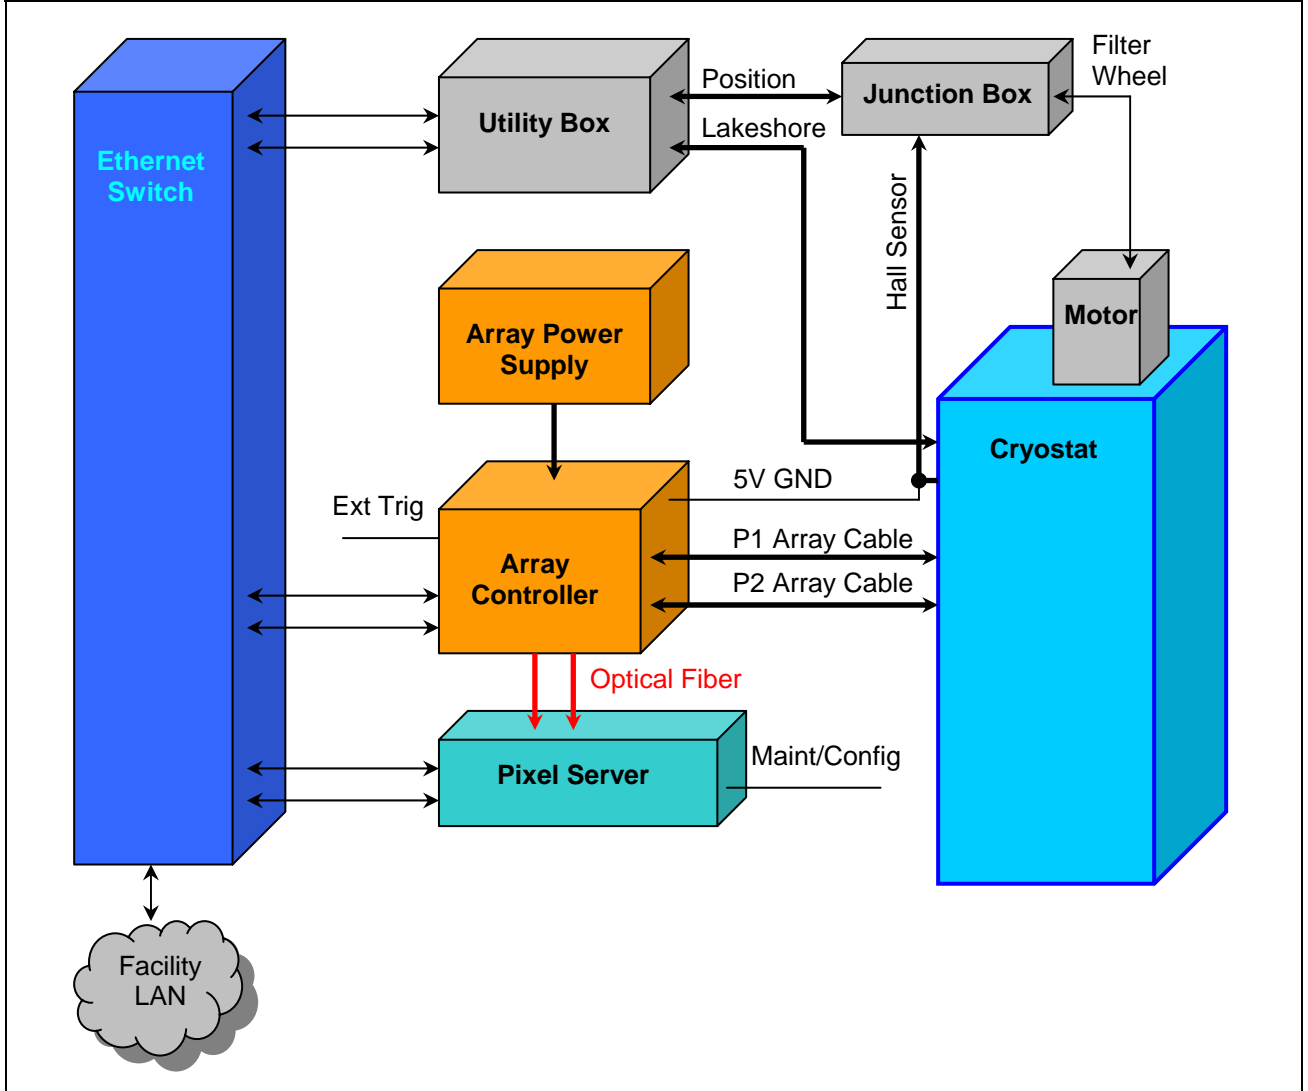 Filter
Wheel
Position
Junction Box
Utility Box
Lakeshore
Ethernet
Switch
Hall Sensor
Motor
Array Power
Supply
Cryostat
5V GND
Ext Trig
P1 Array Cable
Array
Controller
P2 Array Cable
Optical Fiber
Maint/Config
Pixel Server
Facility
LAN